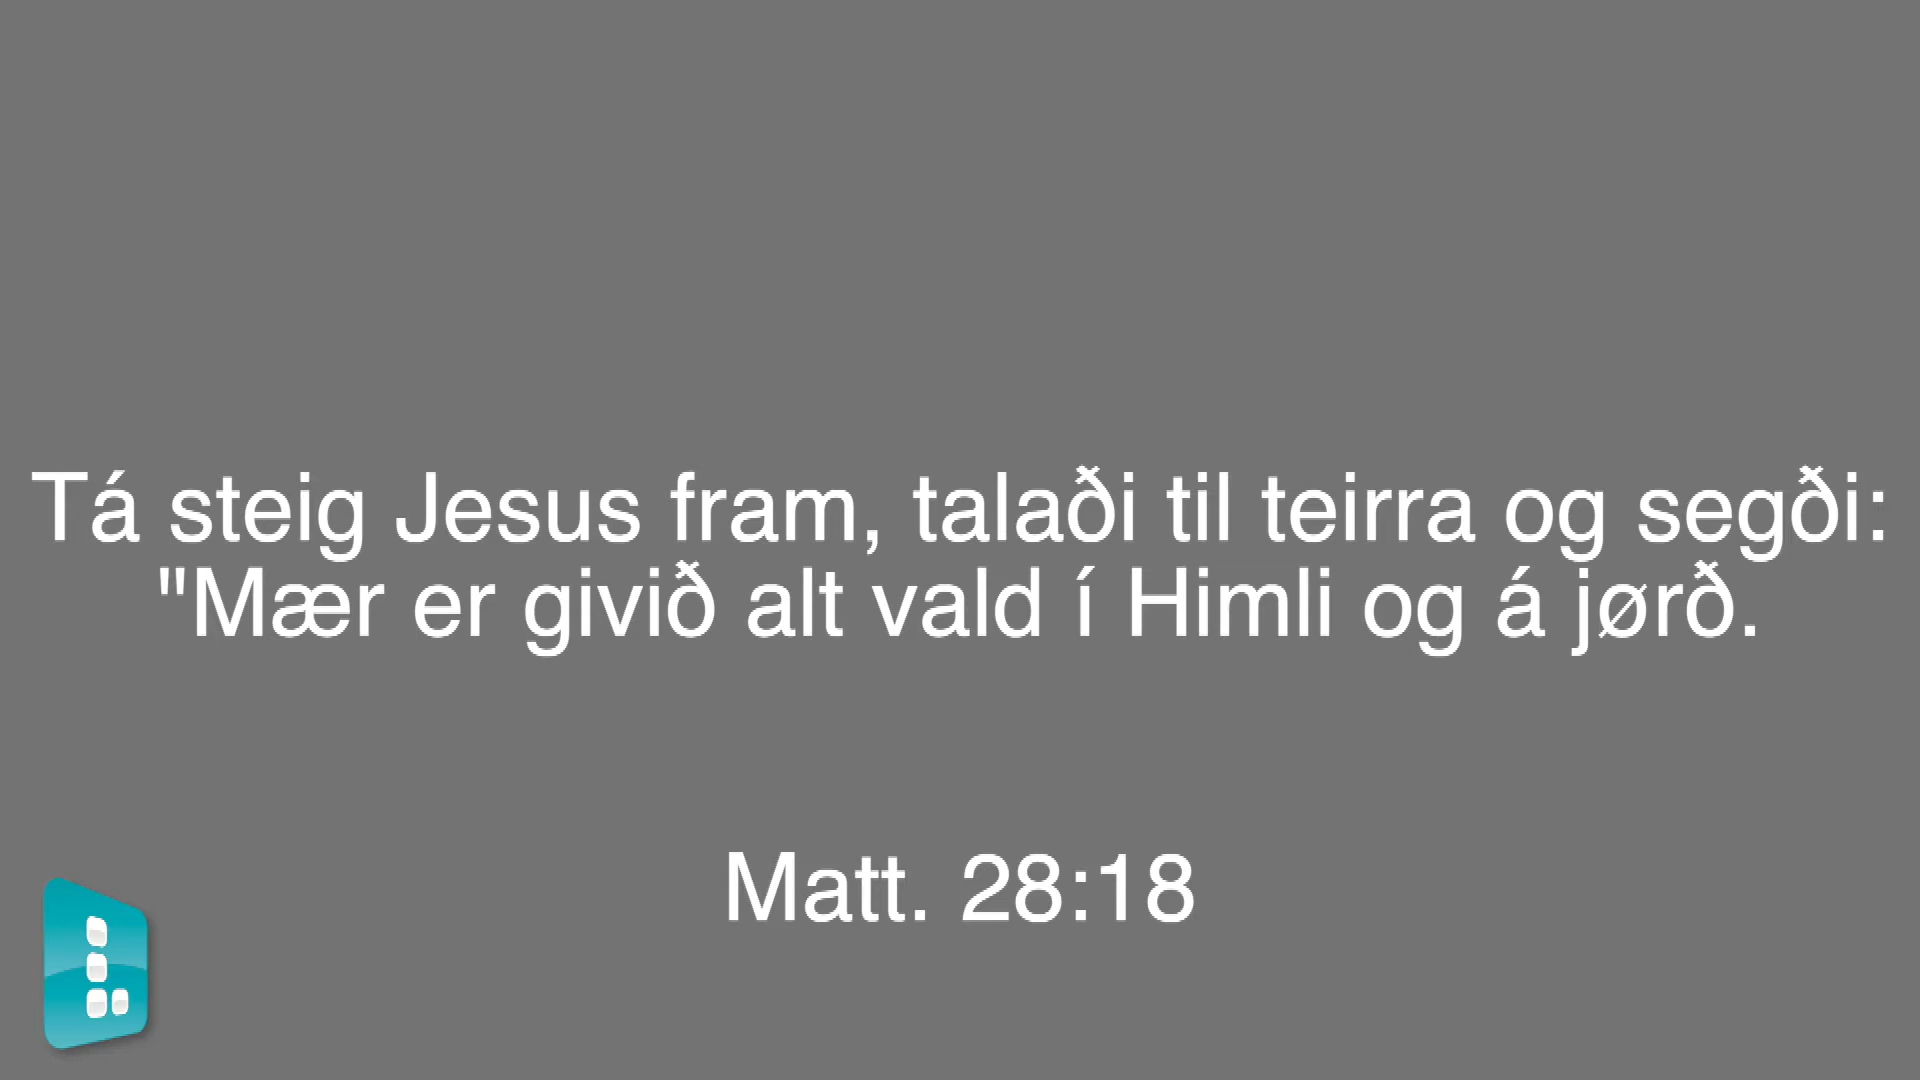 Tá steig Jesus fram, talaði til teirra og segði:
"Mær er givið alt vald í Himli og á jørð.
Matt. 28:18